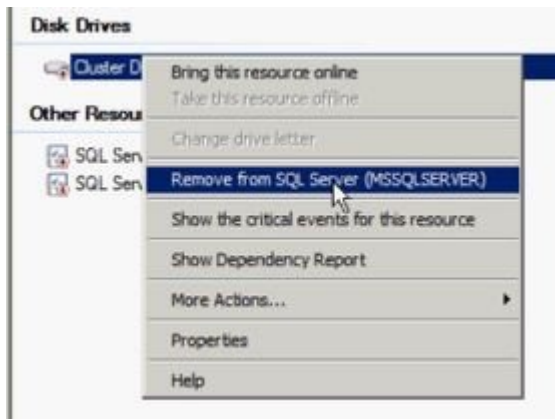 Disk Drives
Cluster D
Bring this resource online
Take this resource offline
Other Resou
Change drive letter
SQL Ser
Remove from SQL Server (MSSQLSERVER)
SQL Ser
Show the critical events for this resource
Show Dependency Report
More Actions...
Properties
Help